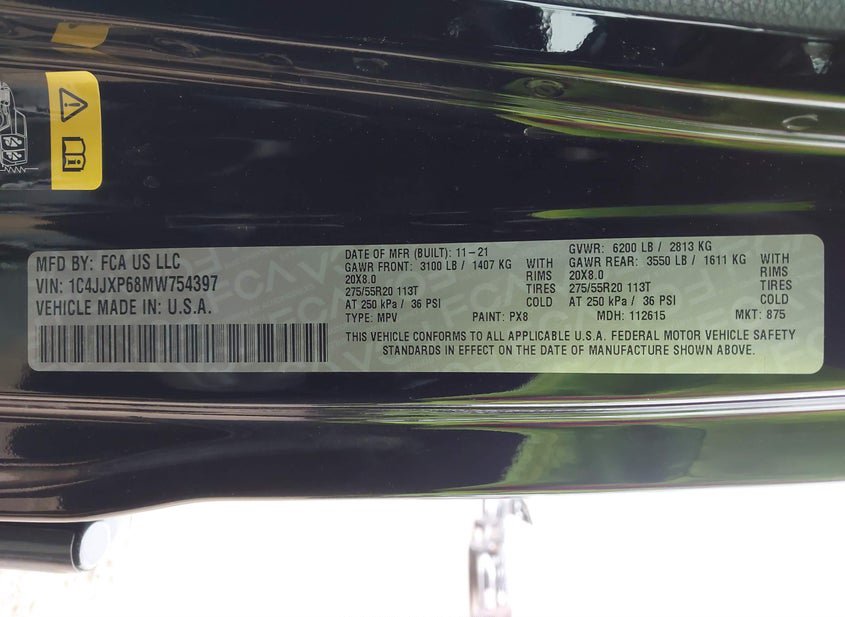 MFD BY: FCA US LLC
VIN: 1C4JJXP68MW754397
VEHICLE MADE IN: U.S.A.
DATE OF MFR (BUILT): 11-21
GAWR FRONT: 3100 LB / 1407 KG WITH
20X8.0 RIMS
275/55R20 113T TIRES
AT 250 kPa / 36 PSI COLD
TYPE: MPV PAINT: PX8
GVWR: 6200 LB / 2813 KG
GAWR REAR: 3550 LB / 1611 KG WITH
20X8.0 RIMS
275/55R20 113T TIRES
AT 250 kPa / 36 PSI COLD
MDH: 112615 MKT: 875
THIS VEHICLE CONFORMS TO ALL APPLICABLE U.S.A. FEDERAL MOTOR VEHICLE SAFETY
STANDARDS IN EFFECT ON THE DATE OF MANUFACTURE SHOWN ABOVE.